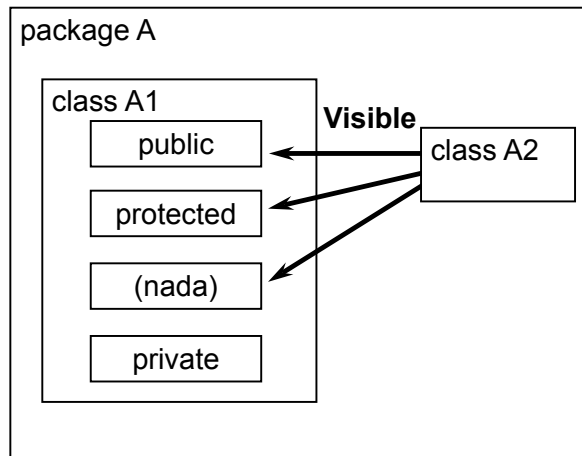 package A
class A1
Visible
public
class A2
protected
(nada)
private